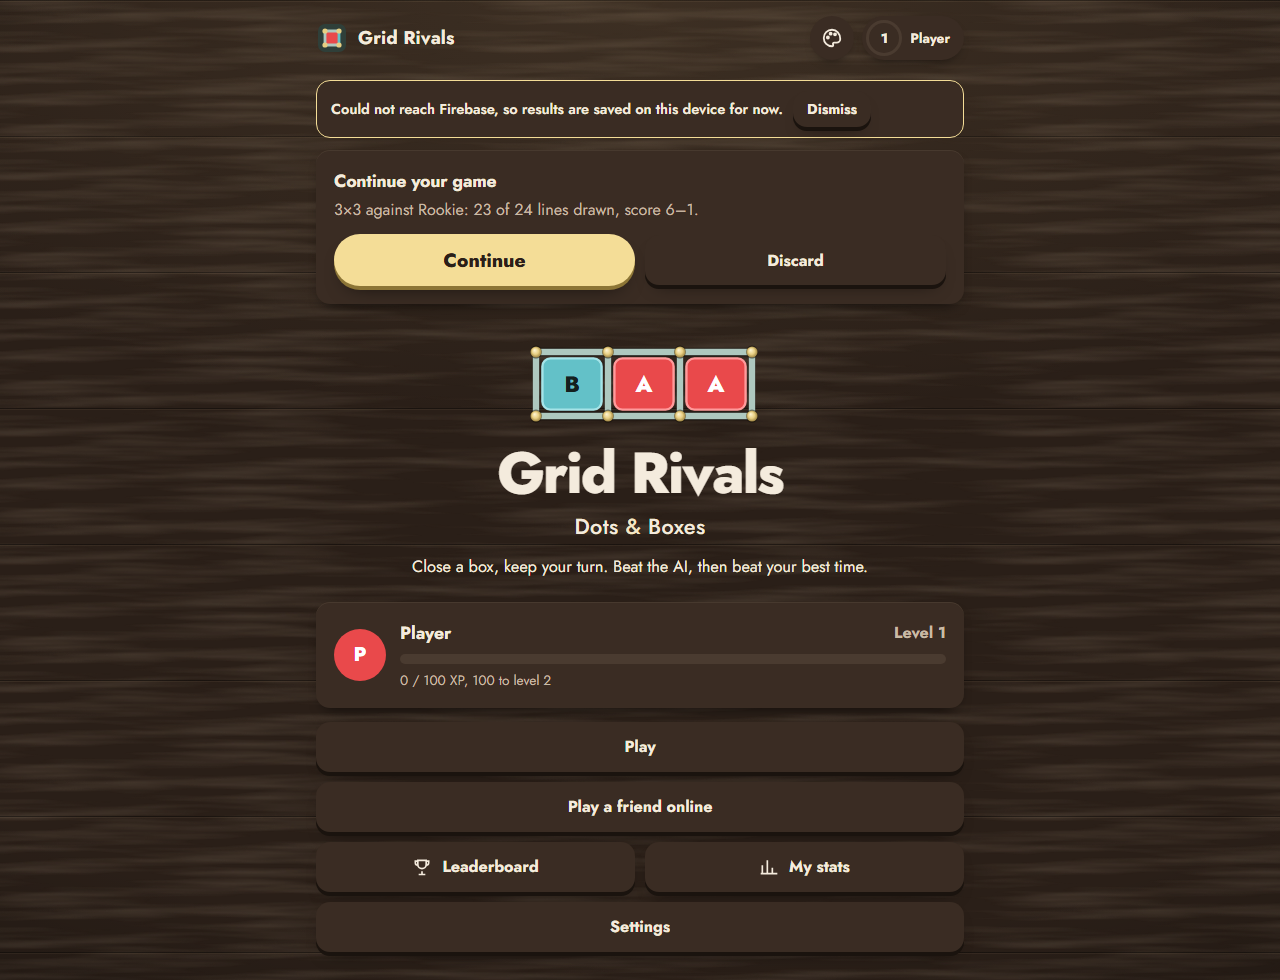 Grid Rivals
1 Player
Could not reach Firebase, so results are saved on this device for now. Dismiss
Continue your game
3×3 against Rookie: 23 of 24 lines drawn, score 6–1.
Continue Discard
B A A
Grid Rivals
Dots & Boxes
Close a box, keep your turn. Beat the AI, then beat your best time.
P
Player Level 1
0 / 100 XP, 100 to level 2
Play
Play a friend online
Leaderboard My stats
Settings